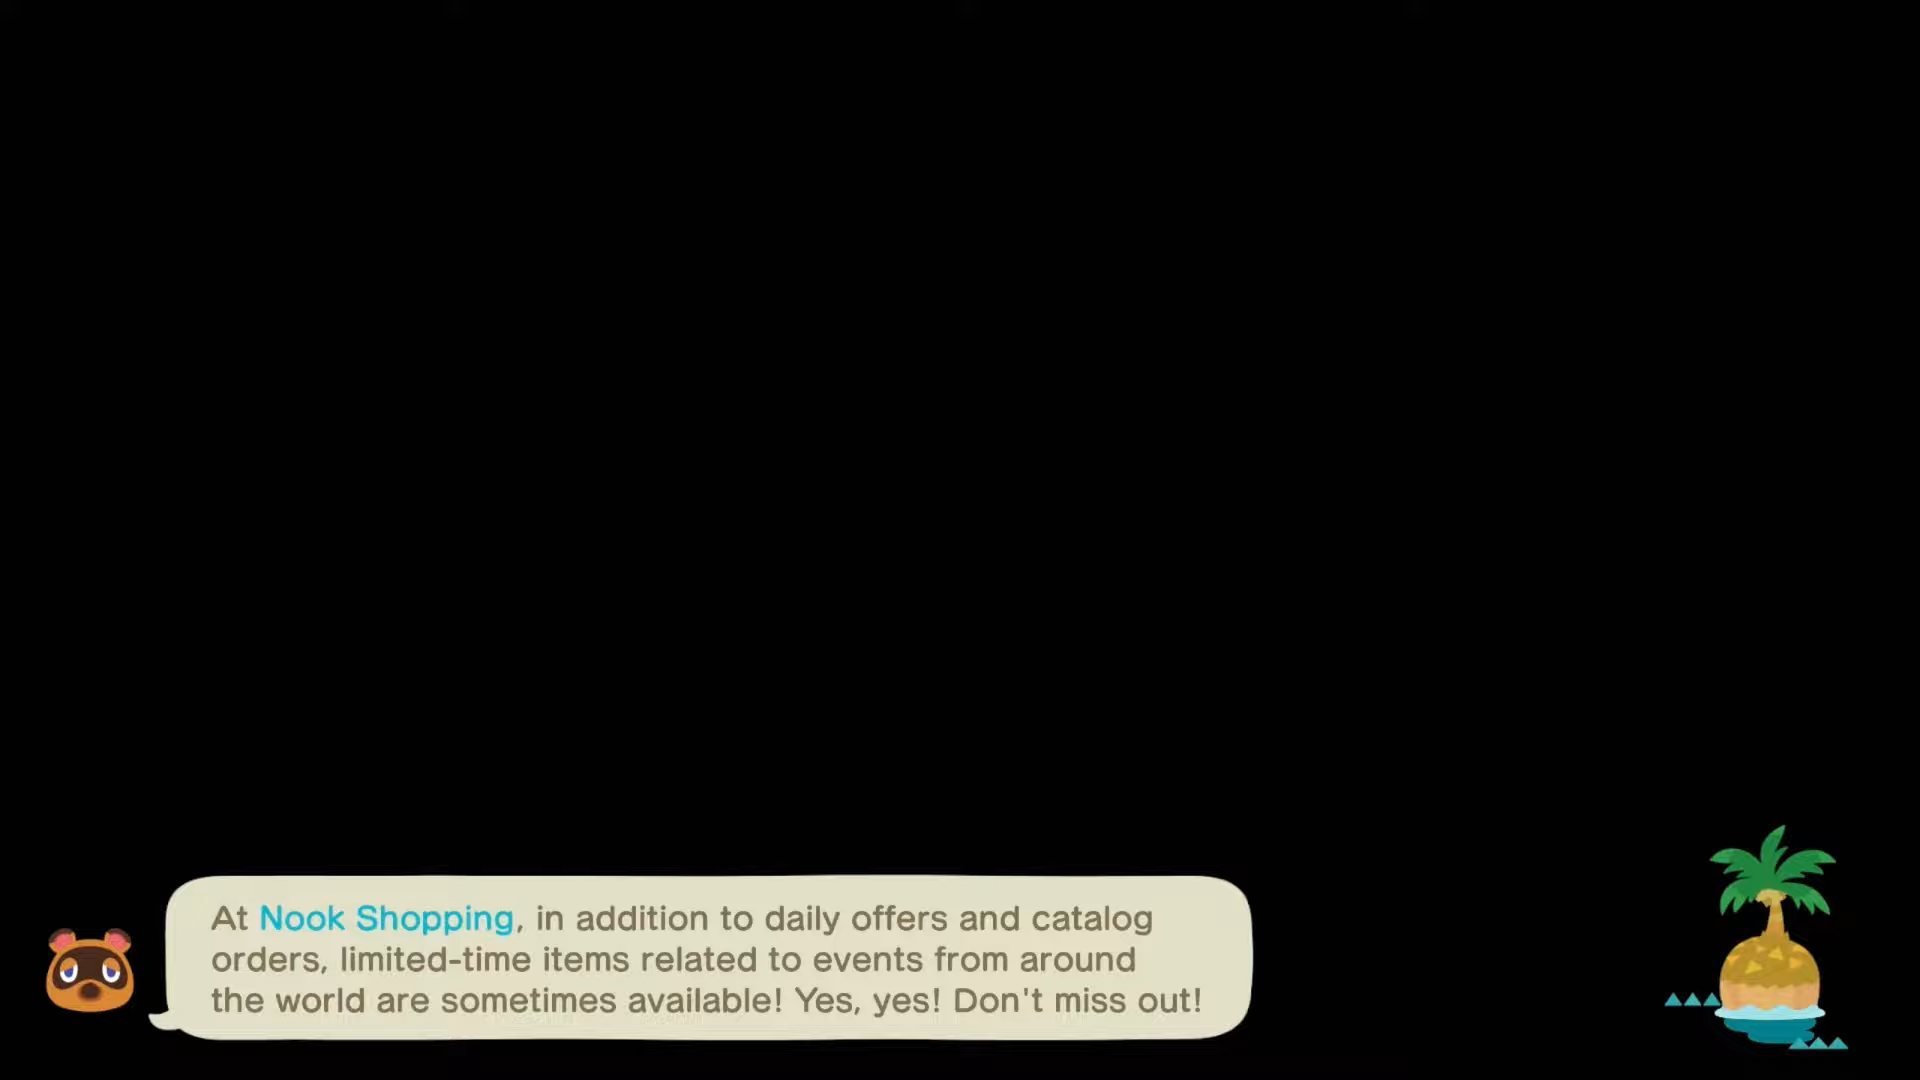 At Nook Shopping, in addition to daily offers and catalog
orders, limited-time items related to events from around
the world are sometimes available! Yes, yes! Don't miss out!